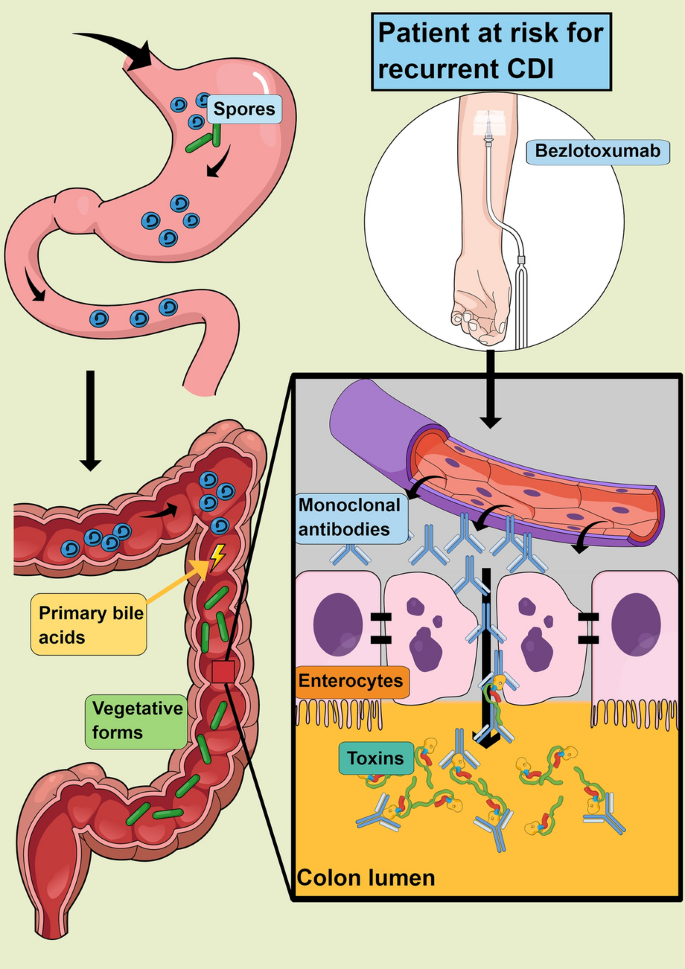 Patient at risk for
recurrent CDI
Spores
Bezlotoxumab
Monoclonal
antibodies
Primary bile
acids
Enterocytes
Vegetative
forms
Toxins
Colon lumen